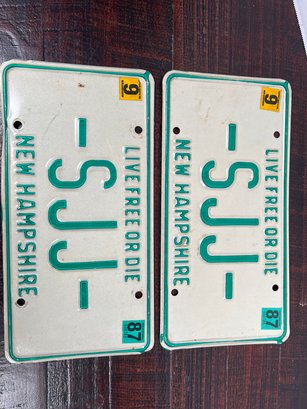 9 87
LIVE FREE OR DIE
-SJJ-
NEW HAMPSHIRE
9 87
LIVE FREE OR DIE
-SJJ-
NEW HAMPSHIRE